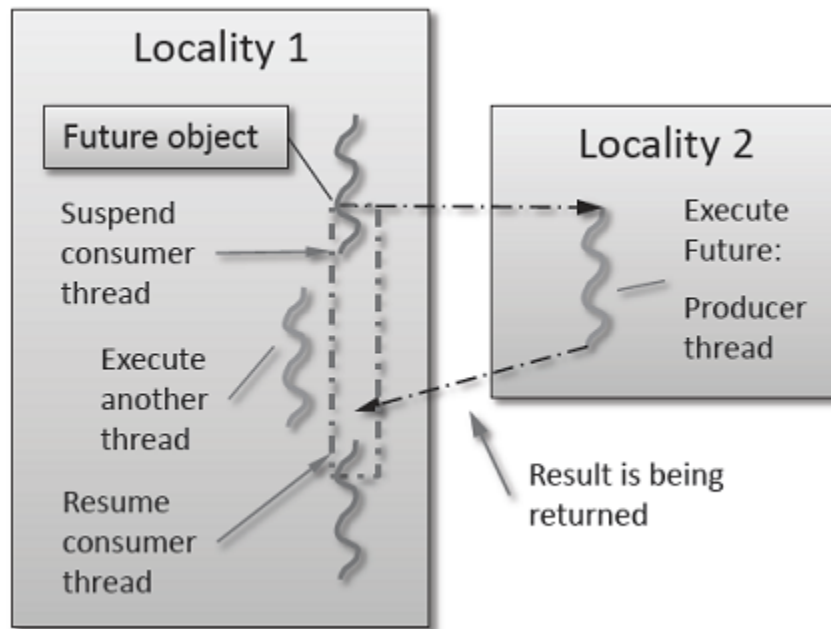 Locality 1
Future object
Suspend
consumer
thread
Execute
another
thread
Resume
consumer
thread
Locality 2
Execute
Future:
Producer
thread
Result is being
returned